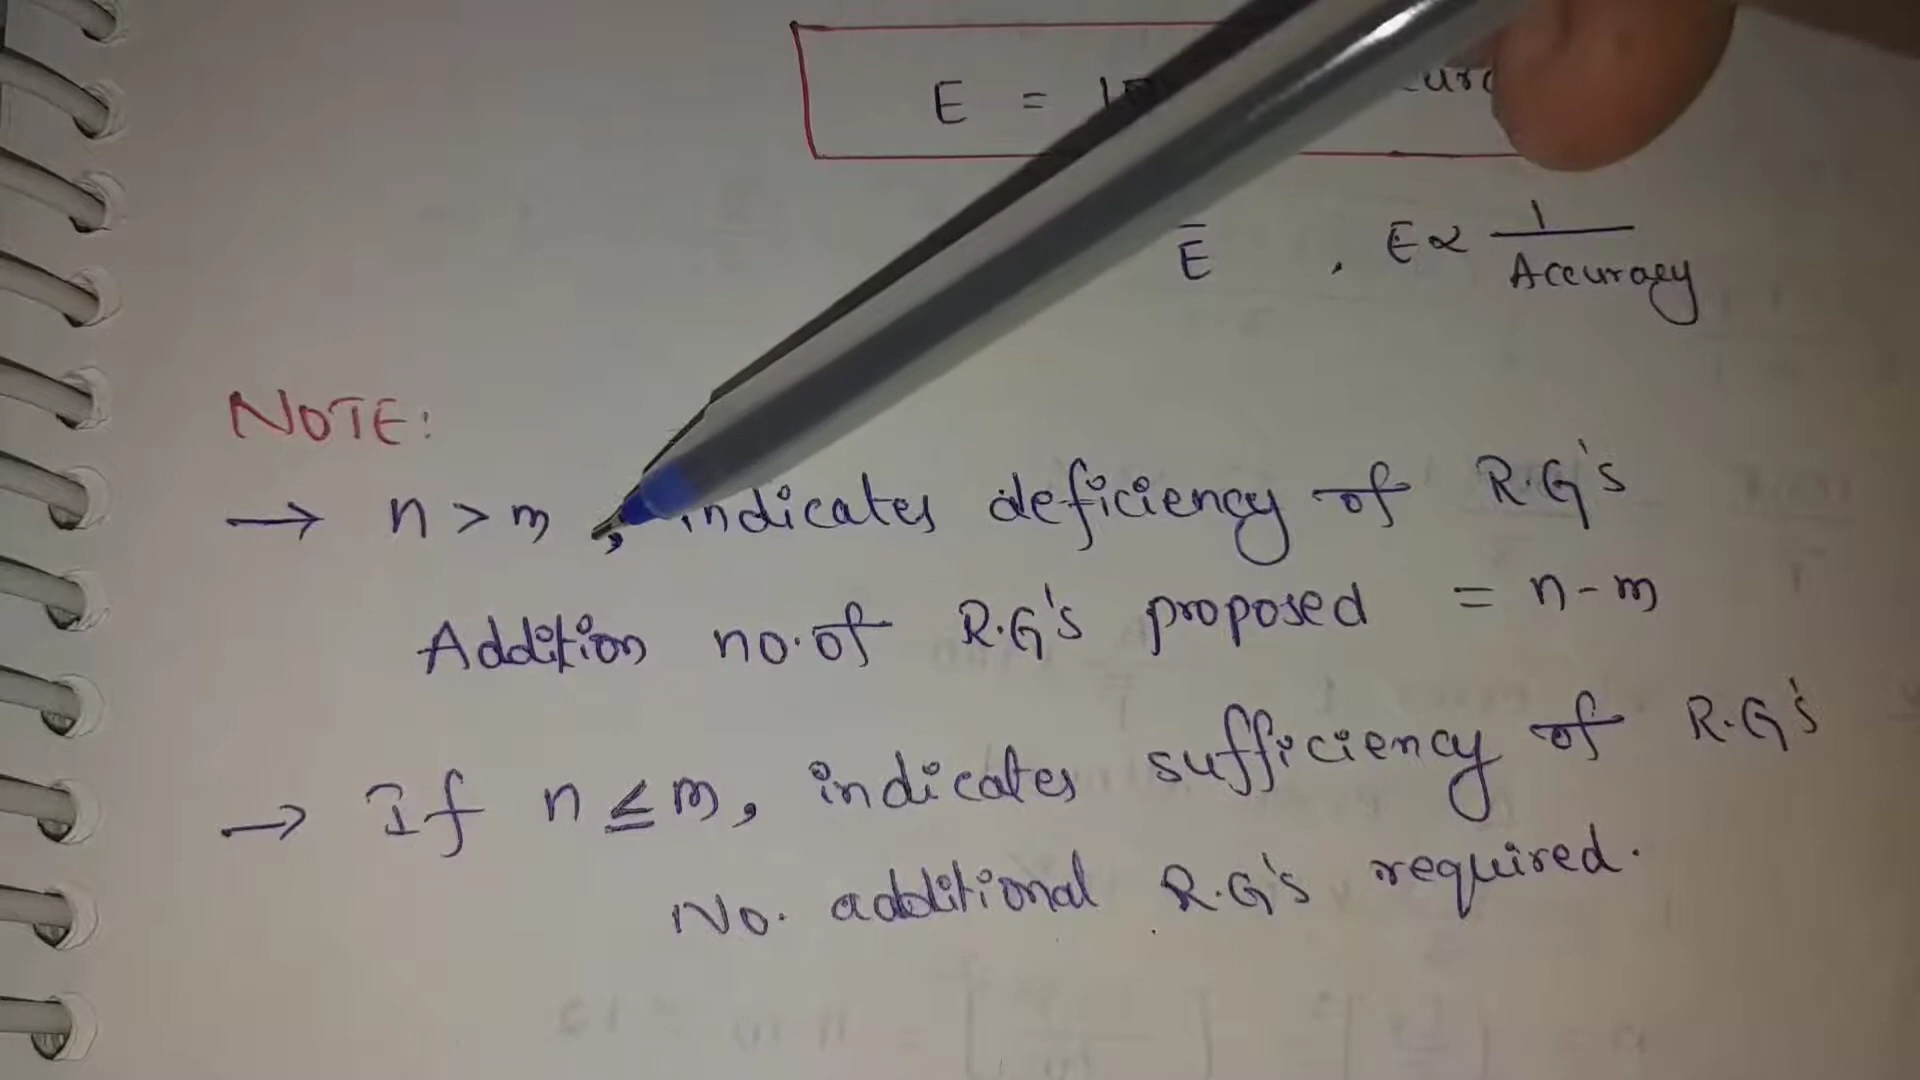 E =
E , E ∝ 1 / Accuracy
NOTE:
→ n > m , indicates deficiency of R.G's
Addition no. of R.G's proposed = n - m
→ If n ≤ m, indicates sufficiency of R.G's
No. additional R.G's required.